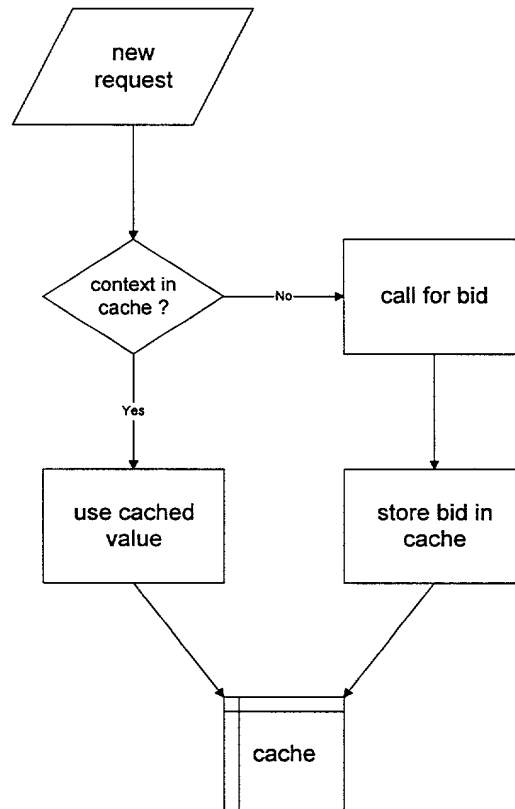 new
request
context in
cache ?
No
call for bid
Yes
use cached
value
store bid in
cache
cache